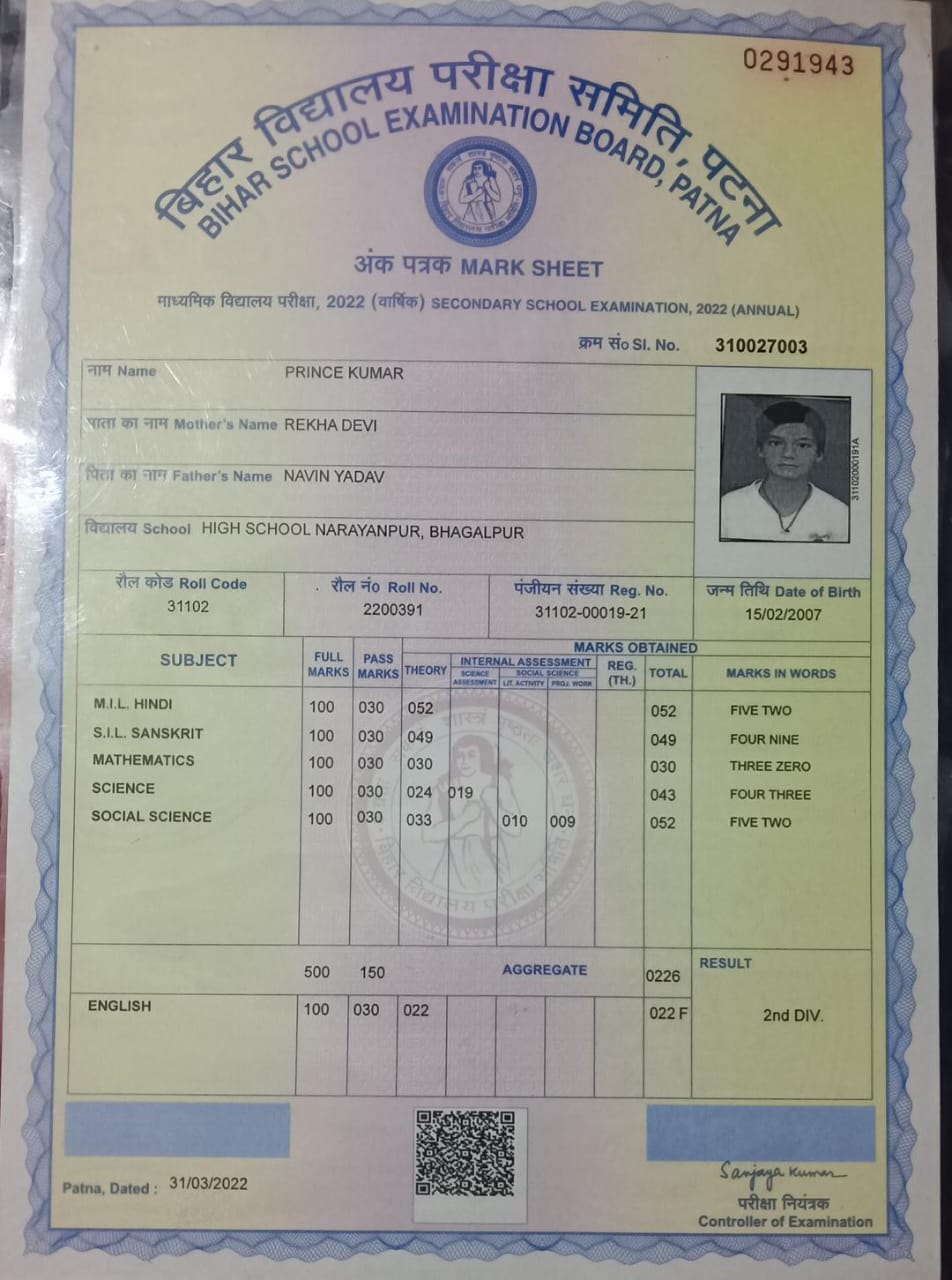 0291943
बिहार विद्यालय परीक्षा समिति, पटना
BIHAR SCHOOL EXAMINATION BOARD, PATNA
अंक पत्रक MARK SHEET
माध्यमिक विद्यालय परीक्षा, 2022 (वार्षिक) SECONDARY SCHOOL EXAMINATION, 2022 (ANNUAL)
क्रम सं० Sl. No. 310027003
नाम Name PRINCE KUMAR
माता का नाम Mother's Name REKHA DEVI
पिता का नाम Father's Name NAVIN YADAV
31102000191A
विद्यालय School HIGH SCHOOL NARAYANPUR, BHAGALPUR
रौल कोड Roll Code रौल नं० Roll No. पंजीयन संख्या Reg. No. जन्म तिथि Date of Birth
31102 2200391 31102-00019-21 15/02/2007
MARKS OBTAINED
SUBJECT FULL MARKS PASS MARKS THEORY INTERNAL ASSESSMENT REG. (TH.) TOTAL MARKS IN WORDS
SCIENCE ASSESSMENT SOCIAL SCIENCE
LIT. ACTIVITY PROJ. WORK
M.I.L. HINDI 100 030 052 052 FIVE TWO
S.I.L. SANSKRIT 100 030 049 049 FOUR NINE
MATHEMATICS 100 030 030 030 THREE ZERO
SCIENCE 100 030 024 019 043 FOUR THREE
SOCIAL SCIENCE 100 030 033 010 009 052 FIVE TWO
बिहार विद्यालय परीक्षा समिति
500 150 AGGREGATE 0226 RESULT
ENGLISH 100 030 022 022 F 2nd DIV.
Patna, Dated : 31/03/2022
Sanjaya Kumar
परीक्षा नियंत्रक
Controller of Examination